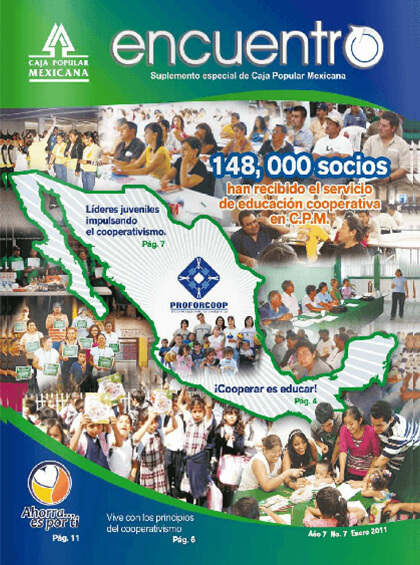 CAJA POPULAR
MEXICANA
encuentro
Suplemento especial de Caja Popular Mexicana
148, 000 socios
han recibido el servicio
de educación cooperativa
en C.P.M.
Líderes juveniles
impulsando
el cooperativismo.
Pág. 7
PROFORCOOP
¡Cooperar es educar!
Pág. 4
Ahorra...
es por ti
Pág. 11
Vive con los principios
del cooperativismo
Pág. 6
Año 7 No. 7 Enero 2011